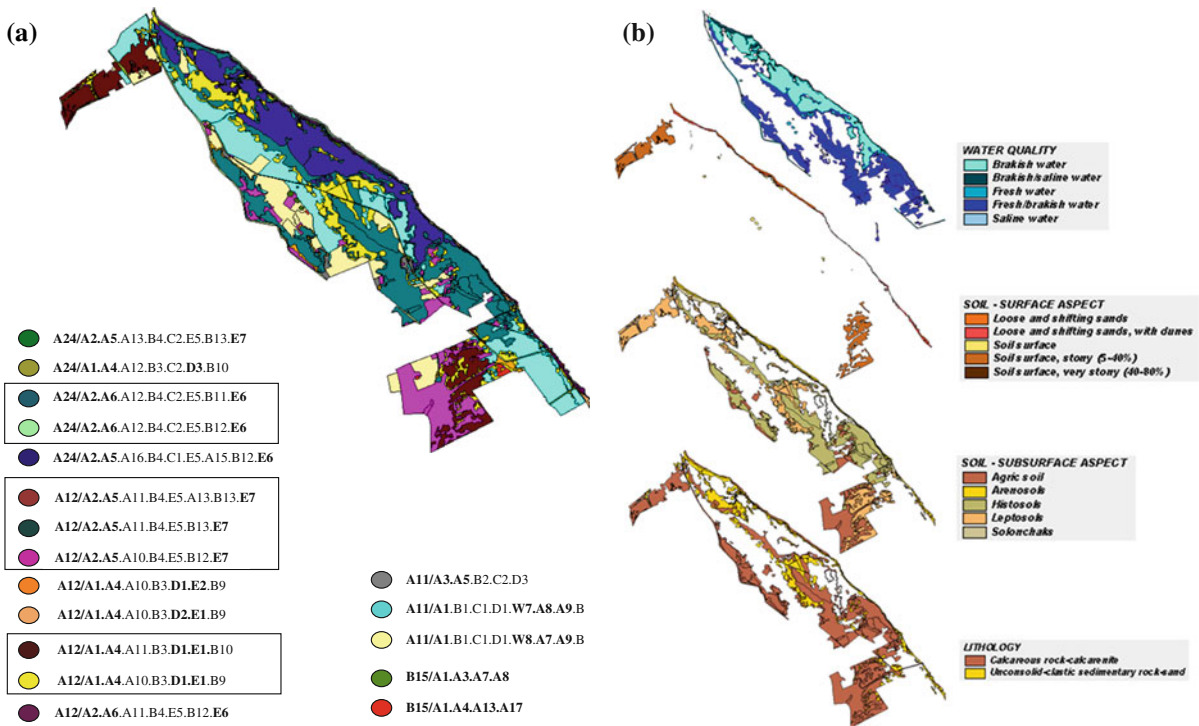 (a)
A24/A2.A5.A13.B4.C2.E5.B13.E7
A24/A1.A4.A12.B3.C2.D3.B10
A24/A2.A6.A12.B4.C2.E5.B11.E6
A24/A2.A6.A12.B4.C2.E5.B12.E6
A24/A2.A5.A16.B4.C1.E5.A15.B12.E6
A12/A2.A5.A11.B4.E5.A13.B13.E7
A12/A2.A5.A11.B4.E5.B13.E7
A12/A2.A5.A10.B4.E5.B12.E7
A12/A1.A4.A10.B3.D1.E2.B9
A12/A1.A4.A10.B3.D2.E1.B9
A12/A1.A4.A11.B3.D1.E1.B10
A12/A1.A4.A10.B3.D1.E1.B9
A12/A2.A6.A11.B4.E5.B12.E6
A11/A3.A5.B2.C2.D3
A11/A1.B1.C1.D1.W7.A8.A9.B
A11/A1.B1.C1.D1.W8.A7.A9.B
B15/A1.A3.A7.A8
B15/A1.A4.A13.A17
(b)
WATER QUALITY
Brakish water
Brakish/saline water
Fresh water
Fresh/brakish water
Saline water
SOIL - SURFACE ASPECT
Loose and shifting sands
Loose and shifting sands, with dunes
Soil surface
Soil surface, stony (5-40%)
Soil surface, very stony (40-80%)
SOIL - SUBSURFACE ASPECT
Agric soil
Arenosols
Histosols
Leptosols
Solonchaks
LITHOLOGY
Calcareous rock-calcarenite
Unconsolid-clastic sedimentary rock-sand